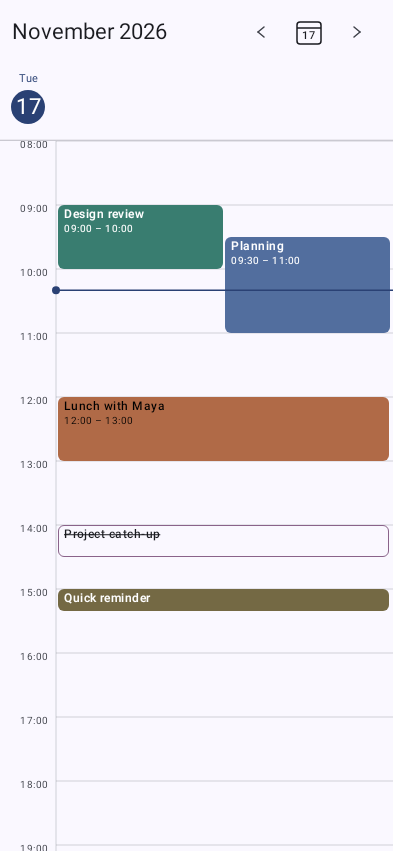 November 2026
17
Tue
17
08:00
09:00
Design review
09:00 – 10:00
Planning
09:30 – 11:00
10:00
11:00
12:00
Lunch with Maya
12:00 – 13:00
13:00
14:00
Project catch-up
15:00
Quick reminder
16:00
17:00
18:00
19:00